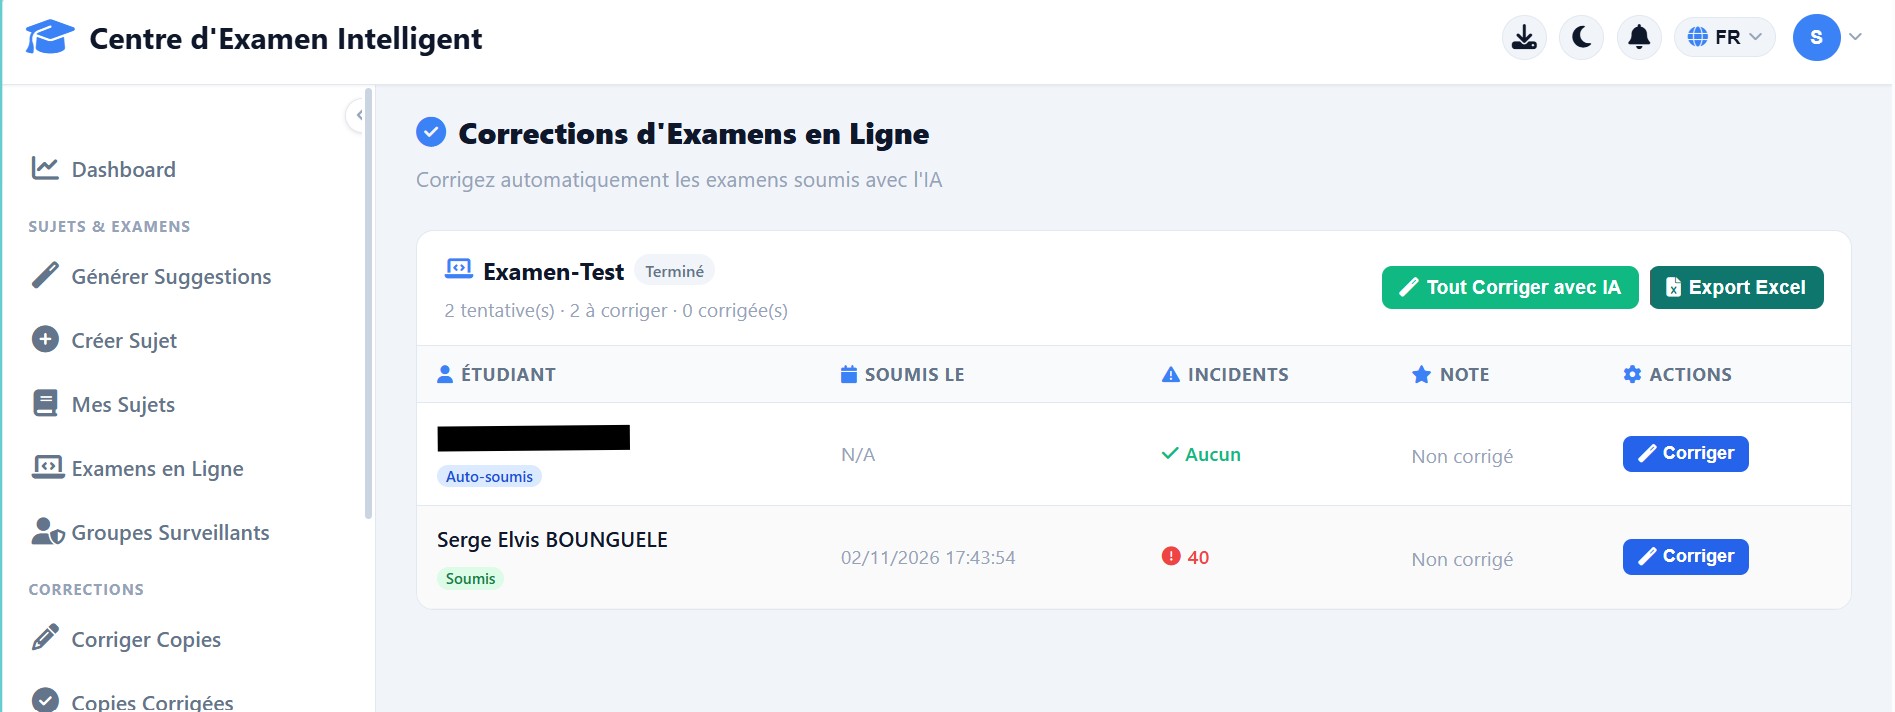 Centre d'Examen Intelligent
FR
S
Dashboard
SUJETS & EXAMENS
Générer Suggestions
Créer Sujet
Mes Sujets
Examens en Ligne
Groupes Surveillants
CORRECTIONS
Corriger Copies
Copies Corrigées
Corrections d'Examens en Ligne
Corrigez automatiquement les examens soumis avec l'IA
Examen-Test Terminé
2 tentative(s) · 2 à corriger · 0 corrigée(s)
Tout Corriger avec IA
Export Excel
ÉTUDIANT SOUMIS LE INCIDENTS NOTE ACTIONS
N/A Aucun Non corrigé Corriger
Auto-soumis
Serge Elvis BOUNGUELE
02/11/2026 17:43:54 40 Non corrigé Corriger
Soumis